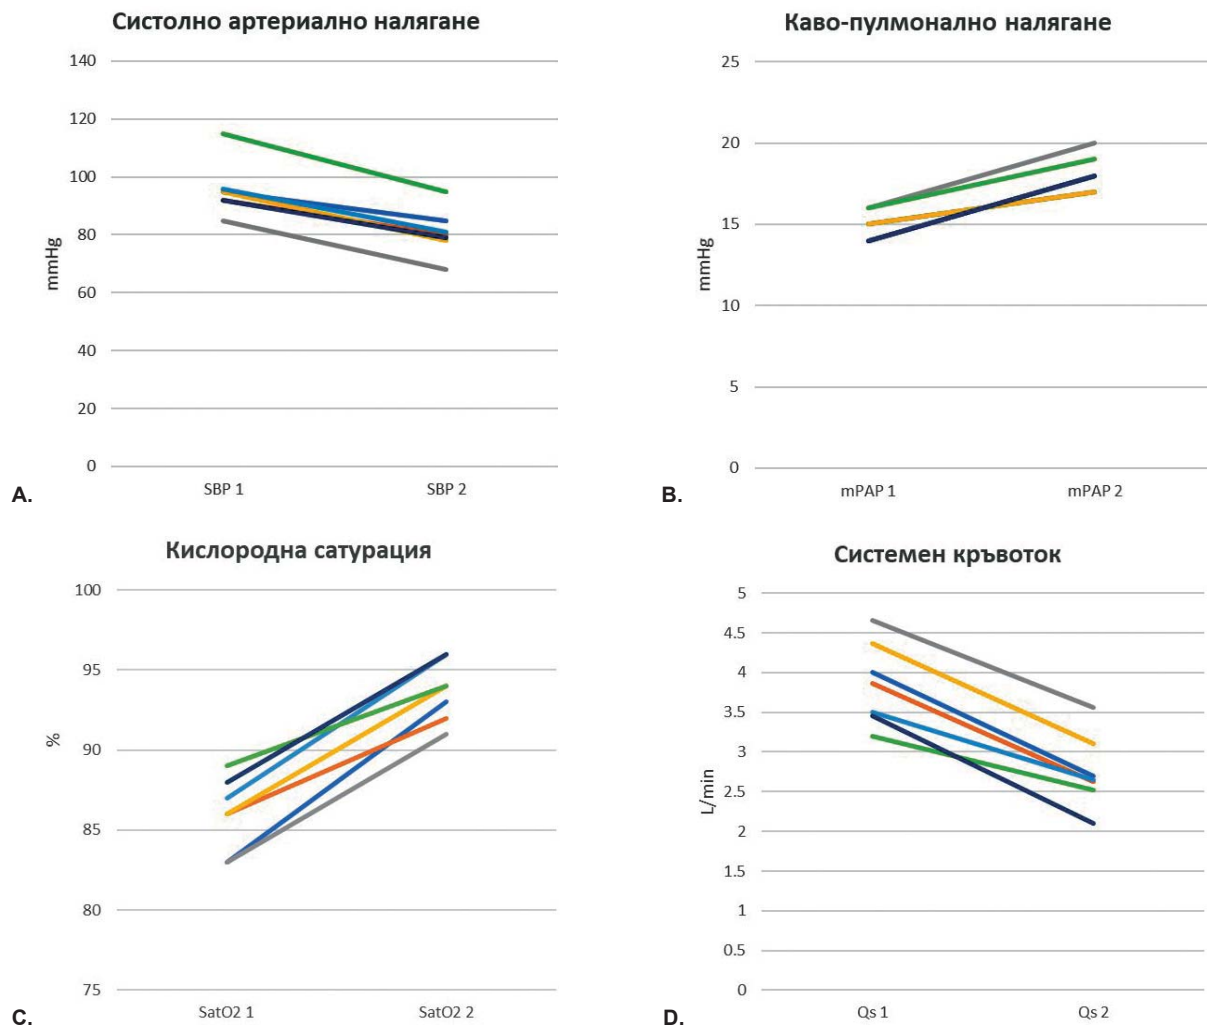 Систолно артериално налягане
140
120
100
80
60
40
20
0
mmHg
SBP 1 SBP 2
A.
Каво-пулмонално налягане
25
20
15
10
5
0
mmHg
mPAP 1 mPAP 2
B.
Кислородна сатурация
100
95
90
85
80
75
%
SatO2 1 SatO2 2
C.
Системен кръвоток
5
4.5
4
3.5
3
2.5
2
1.5
1
0.5
0
L/min
Qs 1 Qs 2
D.